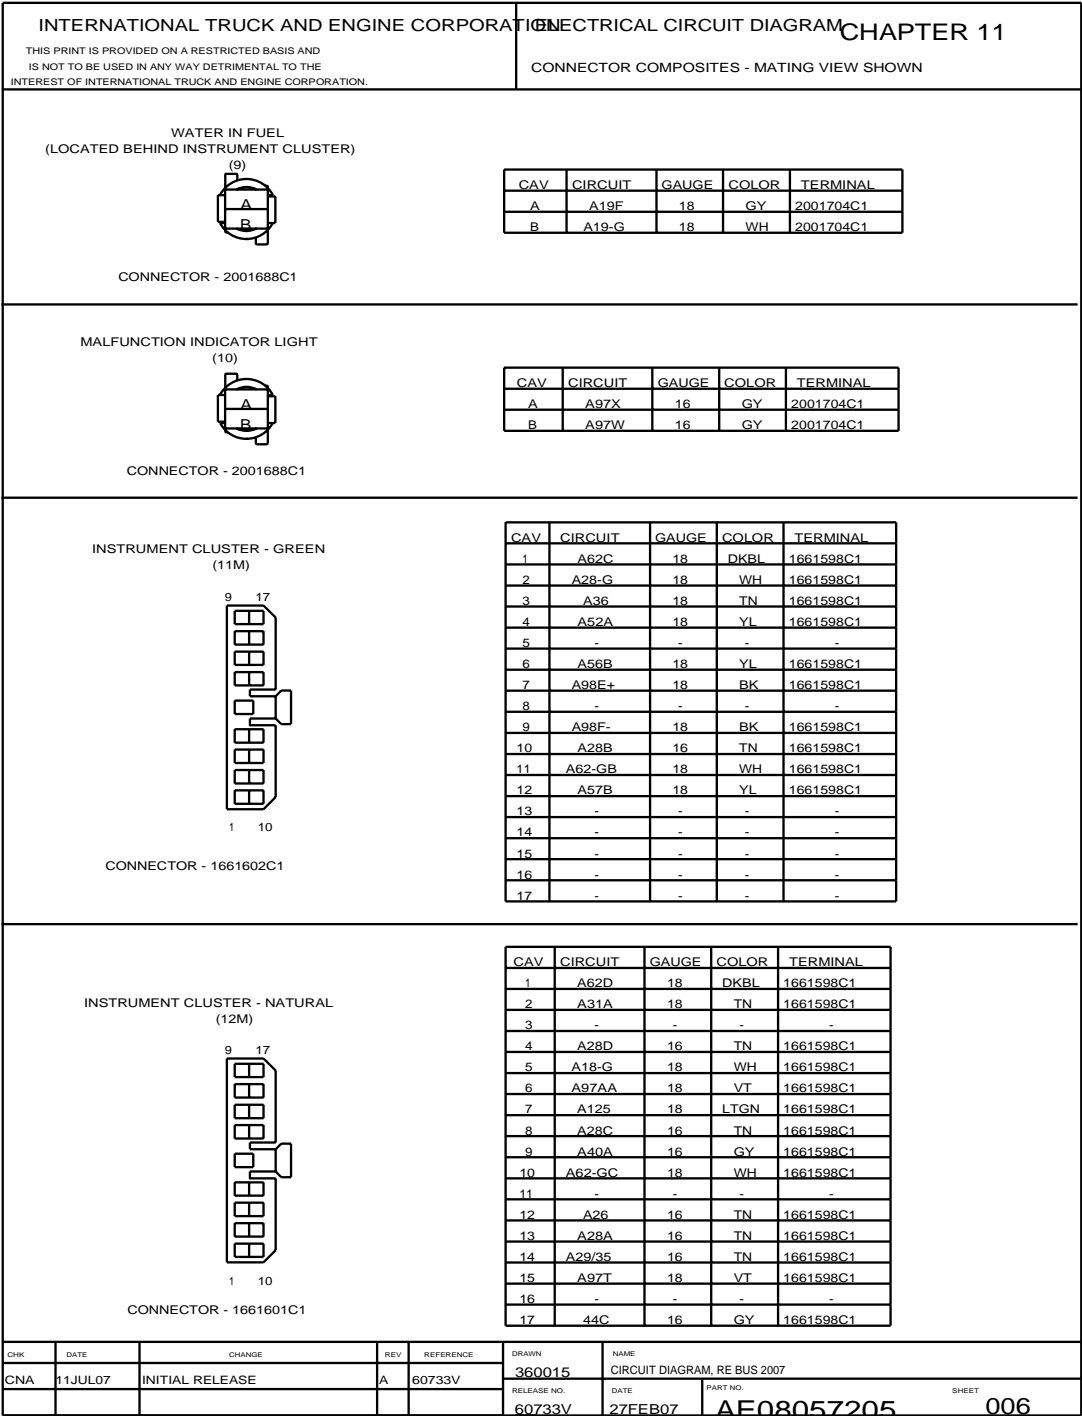 INTERNATIONAL TRUCK AND ENGINE CORPORATION
ELECTRICAL CIRCUIT DIAGRAM
CHAPTER 11
THIS PRINT IS PROVIDED ON A RESTRICTED BASIS AND
IS NOT TO BE USED IN ANY WAY DETRIMENTAL TO THE
INTEREST OF INTERNATIONAL TRUCK AND ENGINE CORPORATION.
CONNECTOR COMPOSITES - MATING VIEW SHOWN
WATER IN FUEL
(LOCATED BEHIND INSTRUMENT CLUSTER)
(9)
A
B
CONNECTOR - 2001688C1
CAV CIRCUIT GAUGE COLOR TERMINAL
A A19F 18 GY 2001704C1
B A19-G 18 WH 2001704C1
MALFUNCTION INDICATOR LIGHT
(10)
A
B
CONNECTOR - 2001688C1
CAV CIRCUIT GAUGE COLOR TERMINAL
A A97X 16 GY 2001704C1
B A97W 16 GY 2001704C1
INSTRUMENT CLUSTER - GREEN
(11M)
9 17
1 10
CONNECTOR - 1661602C1
CAV CIRCUIT GAUGE COLOR TERMINAL
1 A62C 18 DKBL 1661598C1
2 A28-G 18 WH 1661598C1
3 A36 18 TN 1661598C1
4 A52A 18 YL 1661598C1
5 - - - -
6 A56B 18 YL 1661598C1
7 A98E+ 18 BK 1661598C1
8 - - - -
9 A98F- 18 BK 1661598C1
10 A28B 16 TN 1661598C1
11 A62-GB 18 WH 1661598C1
12 A57B 18 YL 1661598C1
13 - - - -
14 - - - -
15 - - - -
16 - - - -
17 - - - -
INSTRUMENT CLUSTER - NATURAL
(12M)
9 17
1 10
CONNECTOR - 1661601C1
CAV CIRCUIT GAUGE COLOR TERMINAL
1 A62D 18 DKBL 1661598C1
2 A31A 18 TN 1661598C1
3 - - - -
4 A28D 16 TN 1661598C1
5 A18-G 18 WH 1661598C1
6 A97AA 18 VT 1661598C1
7 A125 18 LTGN 1661598C1
8 A28C 16 TN 1661598C1
9 A40A 16 GY 1661598C1
10 A62-GC 18 WH 1661598C1
11 - - - -
12 A26 16 TN 1661598C1
13 A28A 16 TN 1661598C1
14 A29/35 16 TN 1661598C1
15 A97T 18 VT 1661598C1
16 - - - -
17 44C 16 GY 1661598C1
CHK DATE CHANGE REV REFERENCE
CNA 11JUL07 INITIAL RELEASE A 60733V
DRAWN
360015
NAME
CIRCUIT DIAGRAM, RE BUS 2007
RELEASE NO.
60733V
DATE
27FEB07
PART NO.
AE08057205
SHEET
006